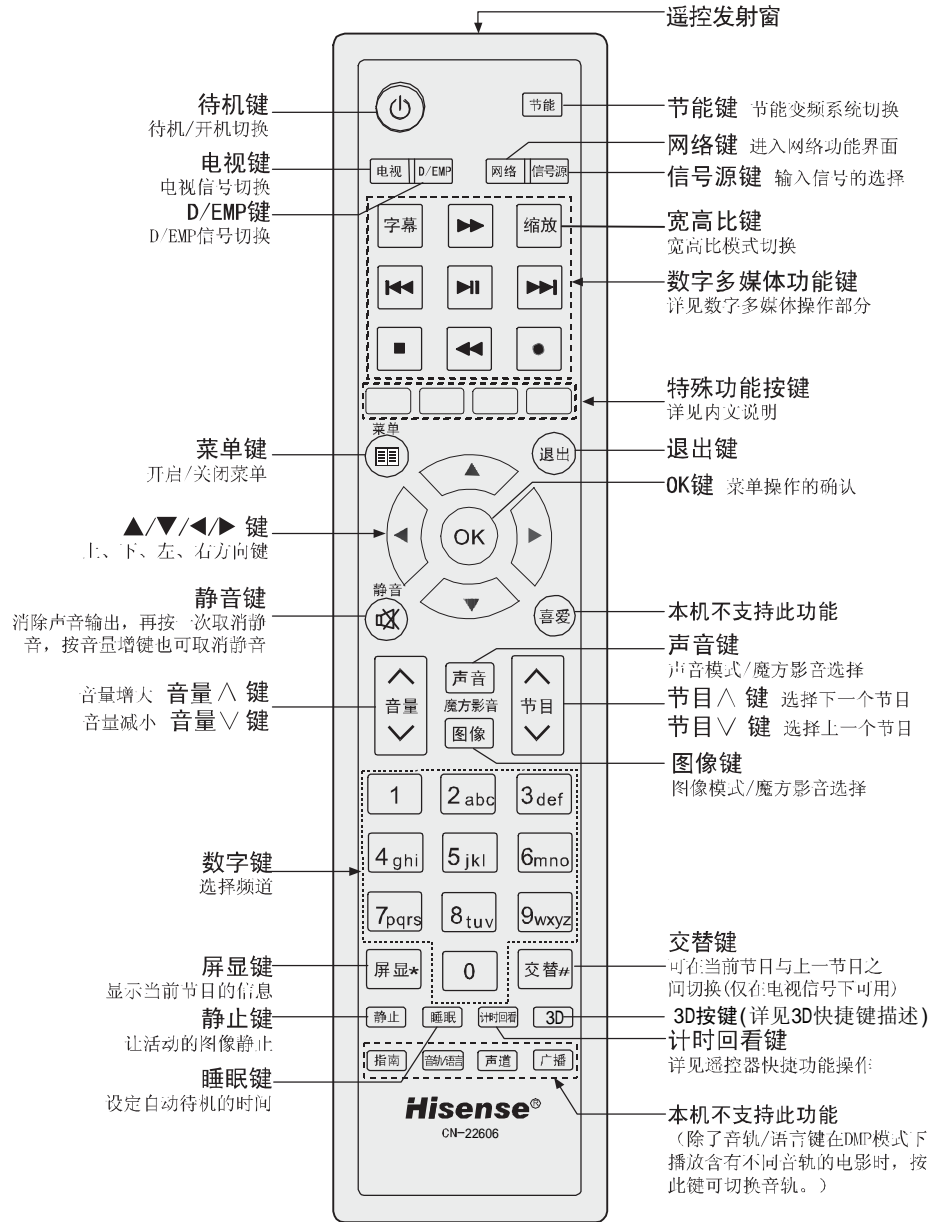 遥控发射窗
待机键
待机/开机切换
节能
节能键 节能变频系统切换
网络键 进入网络功能界面
电视键
电视信号切换
电视 D/EMP 网络 信号源
信号源键 输入信号的选择
D/EMP键
D/EMP信号切换
字幕 缩放
宽高比键
宽高比模式切换
数字多媒体功能键
详见数字多媒体操作部分
特殊功能按键
详见内文说明
菜单
菜单键
开启/关闭菜单
退出
退出键
OK键 菜单操作的确认
OK
▲/▼/◀/▶ 键
上、下、左、右方向键
静音
静音键
消除声音输出，再按一次取消静
音，按音量增键也可取消静音
喜爱
本机不支持此功能
声音键
声音模式/魔方影音选择
音量增大 音量∧ 键
音量减小 音量∨ 键
音量
声音
魔方影音
图像
节目
节目∧ 键 选择下一个节目
节目∨ 键 选择上一个节目
图像键
图像模式/魔方影音选择
1 2abc 3def
4ghi 5jkl 6mno
7pqrs 8tuv 9wxyz
数字键
选择频道
屏显* 0 交替#
屏显键
显示当前节目的信息
交替键
可在当前节目与上一节目之
间切换(仅在电视信号下可用)
静止键
让活动的图像静止
静止 睡眠 计时回看 3D
3D按键(详见3D快捷键描述)
计时回看键
详见遥控器快捷功能操作
指南 音轨/语言 声道 广播
睡眠键
设定自动待机的时间
Hisense®
CN-22606
本机不支持此功能
（除了音轨/语言键在DMP模式下
播放含有不同音轨的电影时，按
此键可切换音轨。）